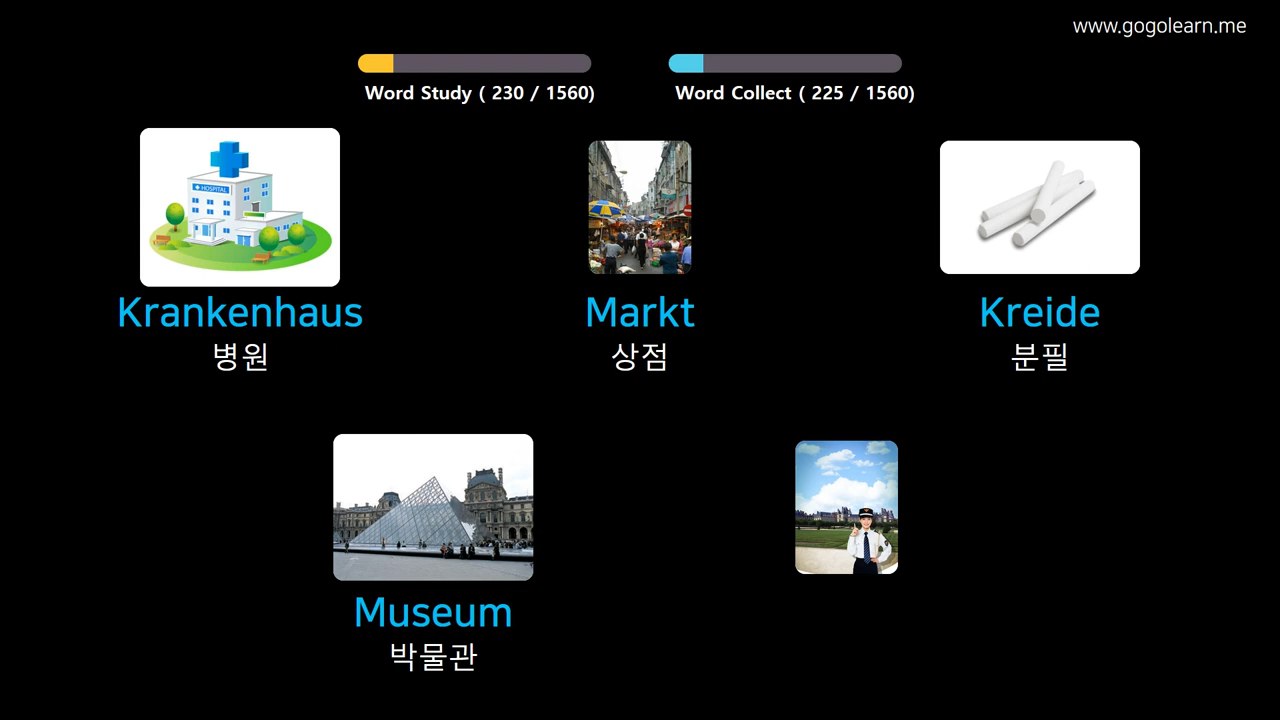 www.gogolearn.me
Word Study ( 230 / 1560)
Word Collect ( 225 / 1560)
HOSPITAL
Krankenhaus
병원
Markt
상점
Kreide
분필
Museum
박물관